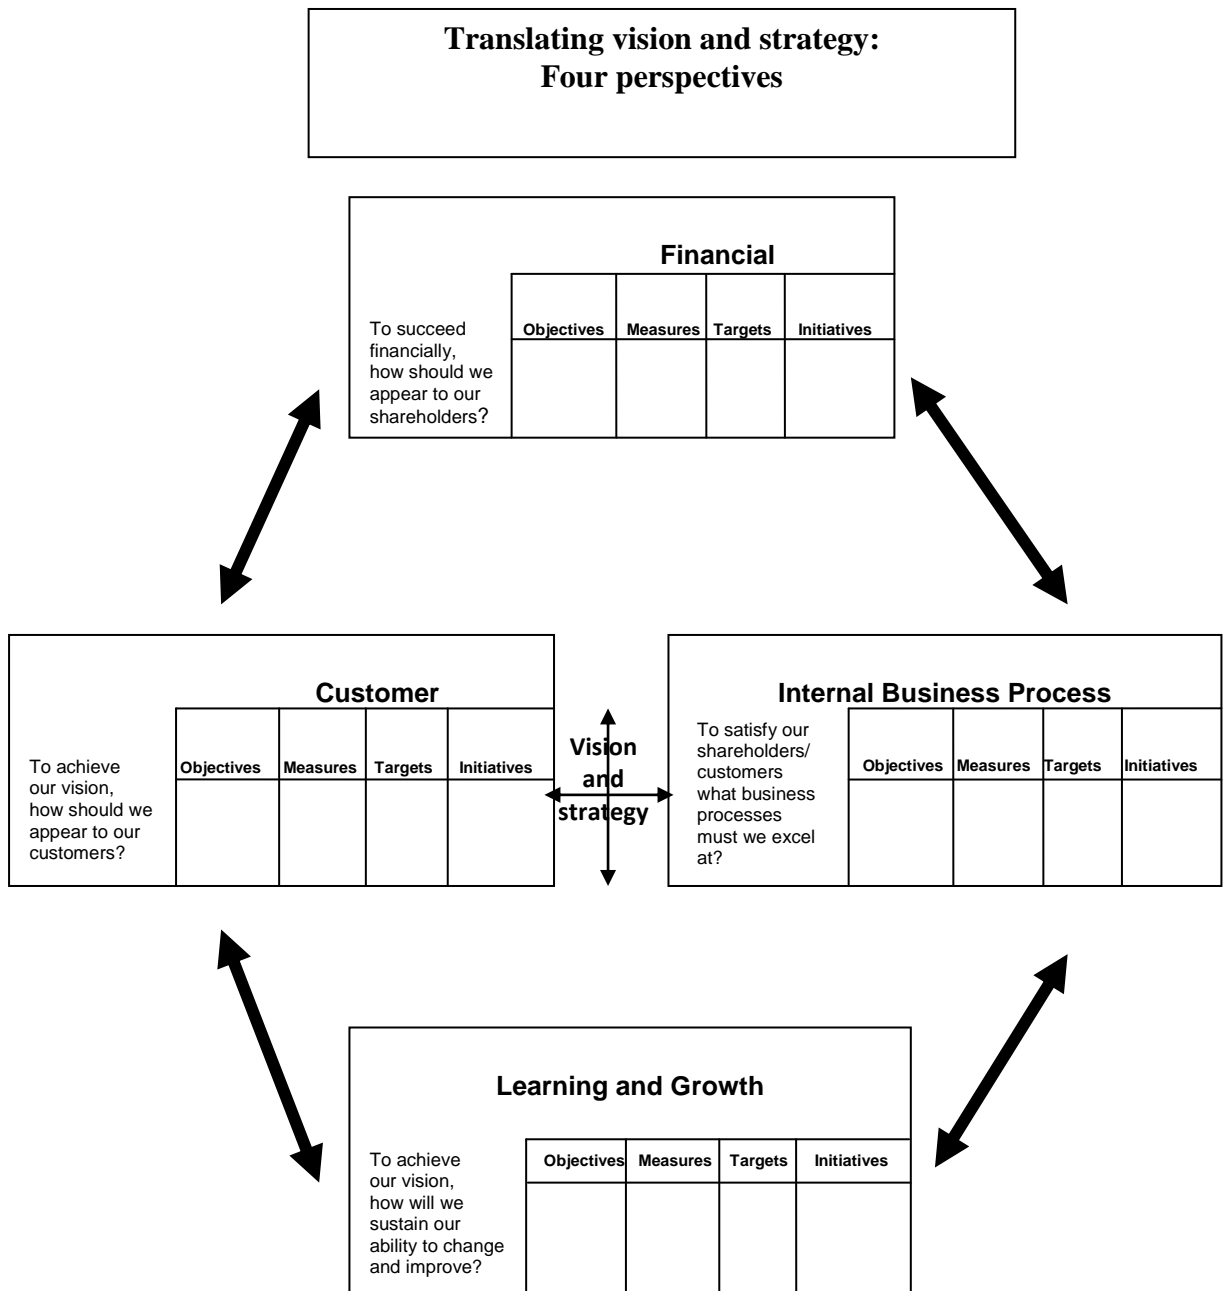 Translating vision and strategy:
Four perspectives
Financial
To succeed
financially,
how should we
appear to our
shareholders?
Objectives Measures Targets Initiatives
Customer
To achieve
our vision,
how should we
appear to our
customers?
Objectives Measures Targets Initiatives
Vision
and
strategy
Internal Business Process
To satisfy our
shareholders/
customers
what business
processes
must we excel
at?
Objectives Measures Targets Initiatives
Learning and Growth
To achieve
our vision,
how will we
sustain our
ability to change
and improve?
Objectives Measures Targets Initiatives